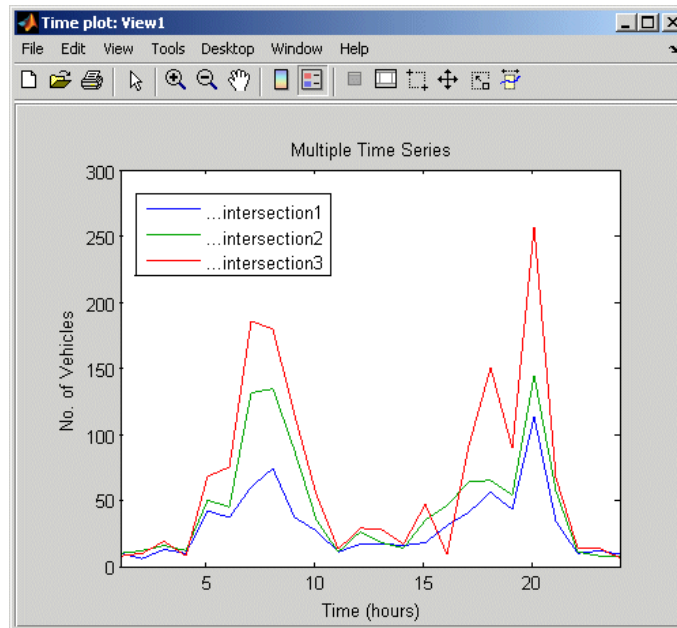 Time plot: View1
File Edit View Tools Desktop Window Help
Multiple Time Series
300
250
200
150
100
50
0
...intersection1
...intersection2
...intersection3
No. of Vehicles
5 10 15 20
Time (hours)